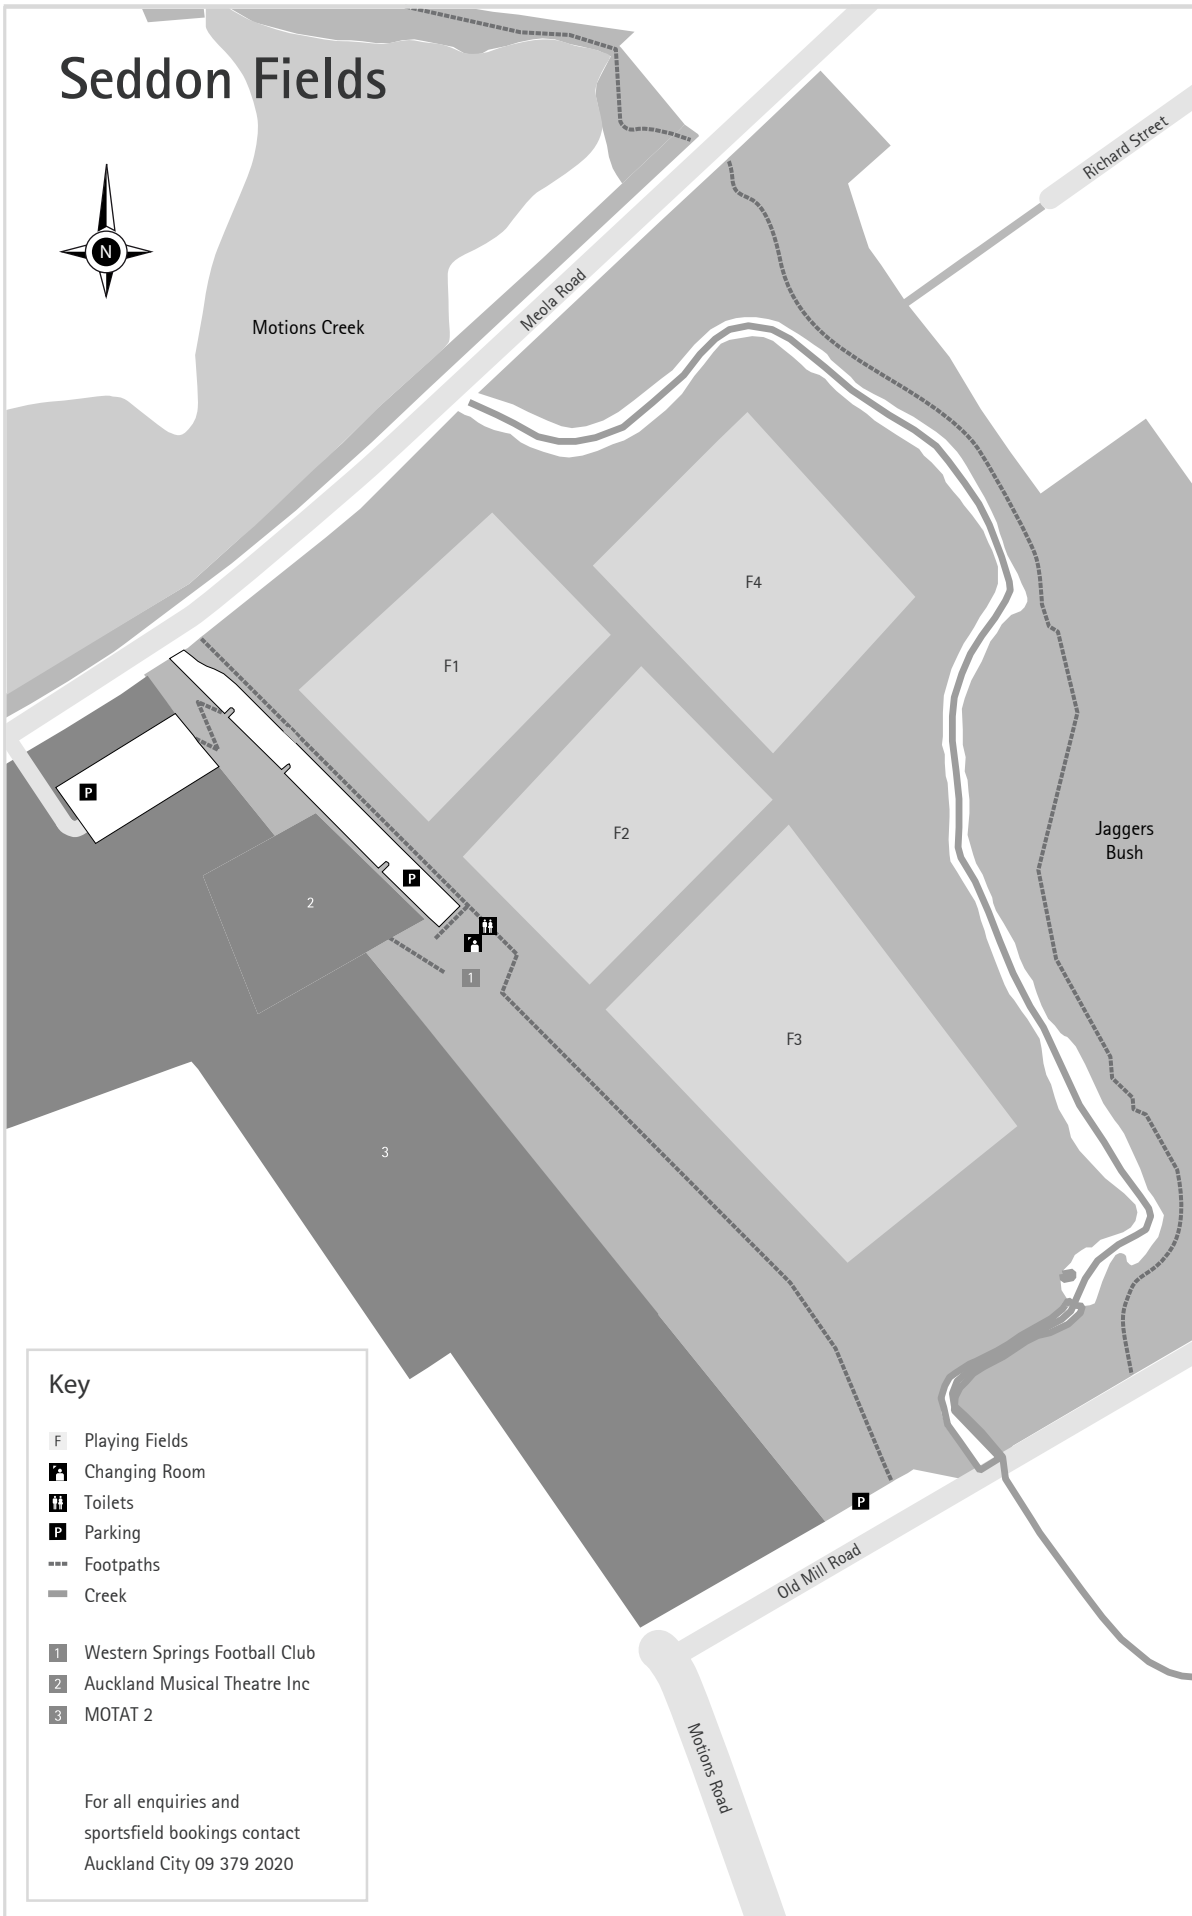 Seddon Fields
N
Richard Street
Meola Road
Motions Creek
F4
F1
F2
P
Jaggers
Bush
P
2
1
F3
3
P
Old Mill Road
Motions Road
Key
F Playing Fields
Changing Room
Toilets
P Parking
Footpaths
Creek
1 Western Springs Football Club
2 Auckland Musical Theatre Inc
3 MOTAT 2
For all enquiries and
sportsfield bookings contact
Auckland City 09 379 2020